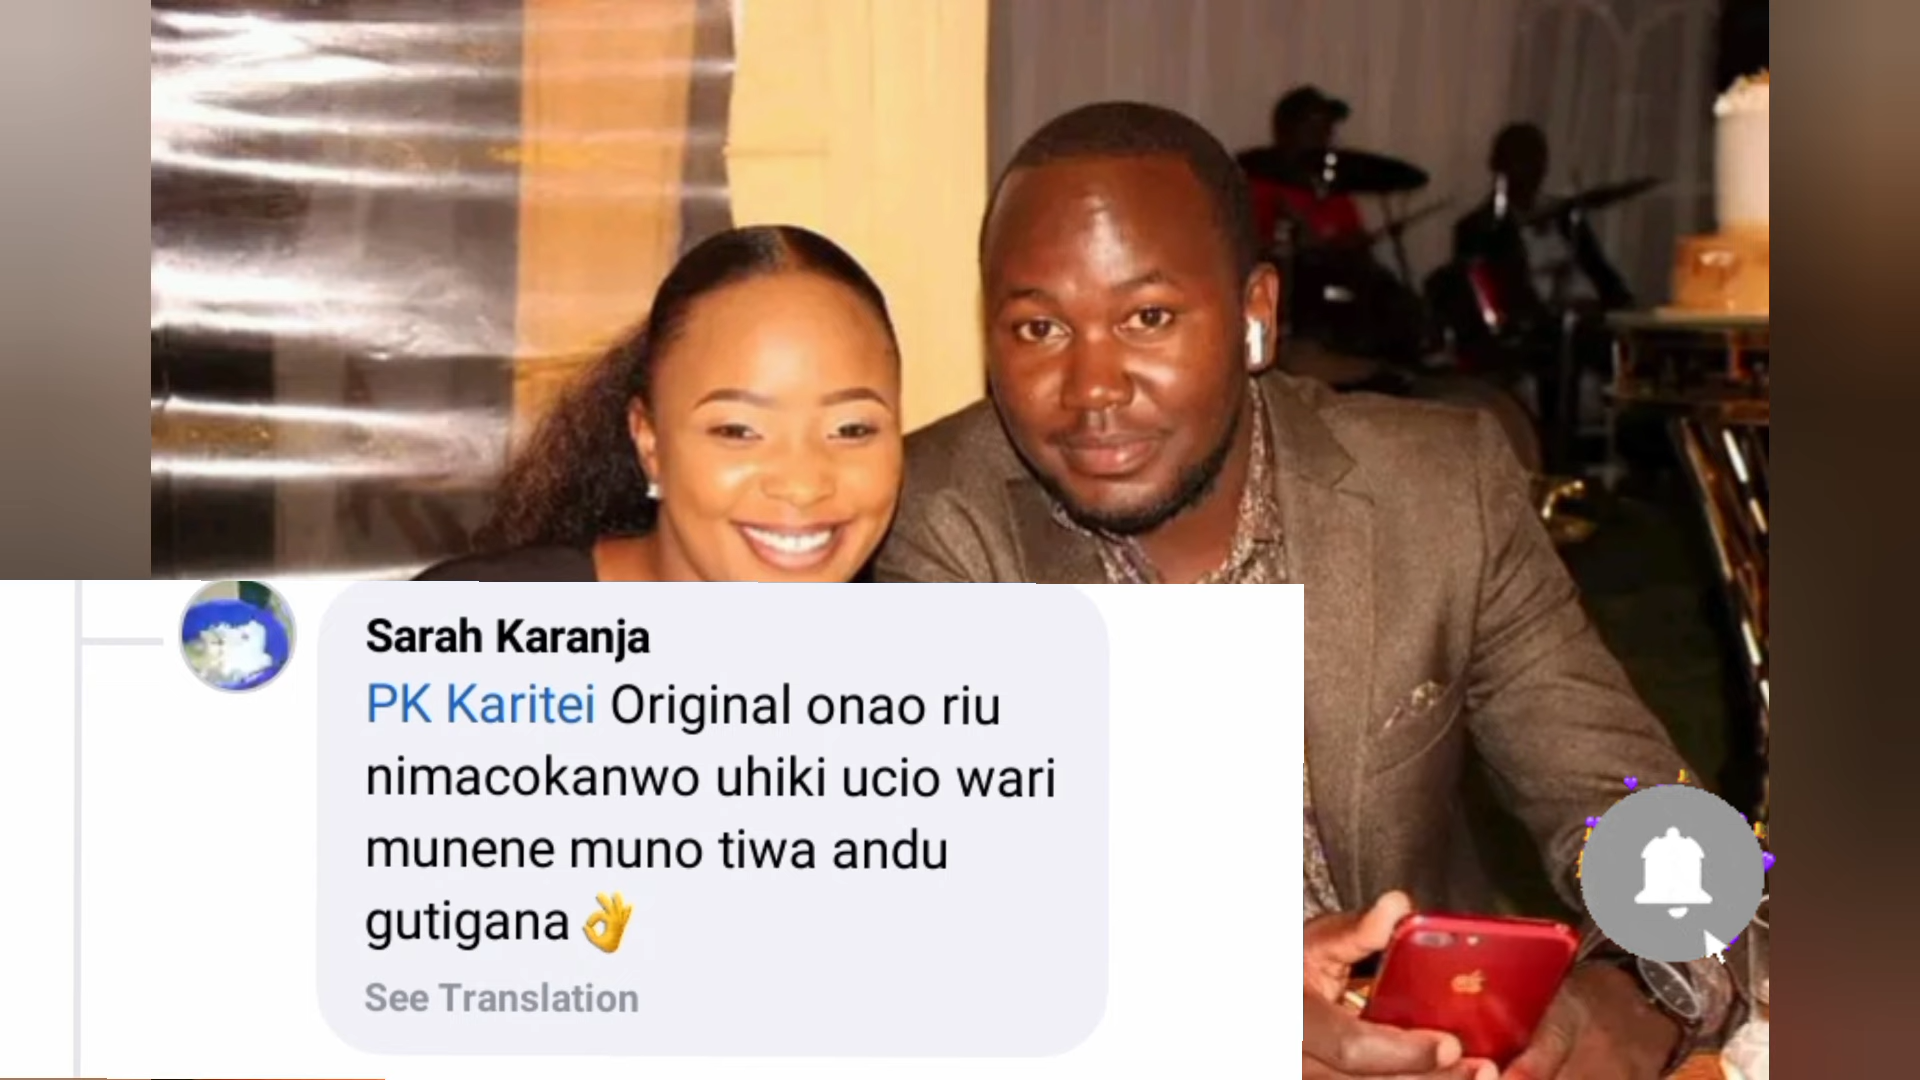 Sarah Karanja
PK Karitei Original onao riu
nimacokanwo uhiki ucio wari
munene muno tiwa andu
gutigana👌
See Translation